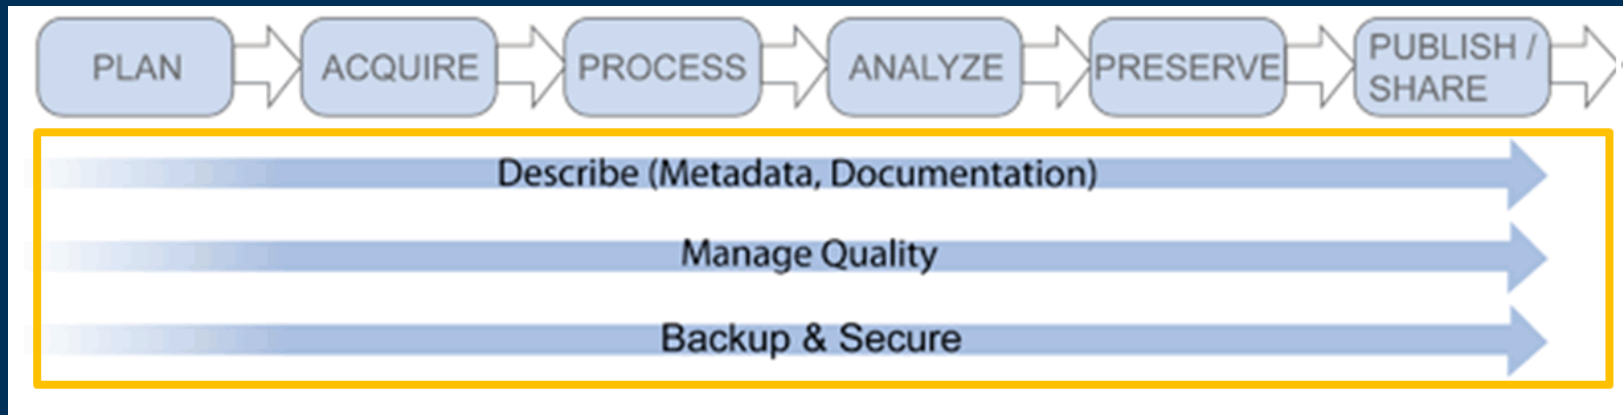 PLAN
ACQUIRE
PROCESS
ANALYZE
PRESERVE
PUBLISH /
SHARE
Describe (Metadata, Documentation)
Manage Quality
Backup & Secure